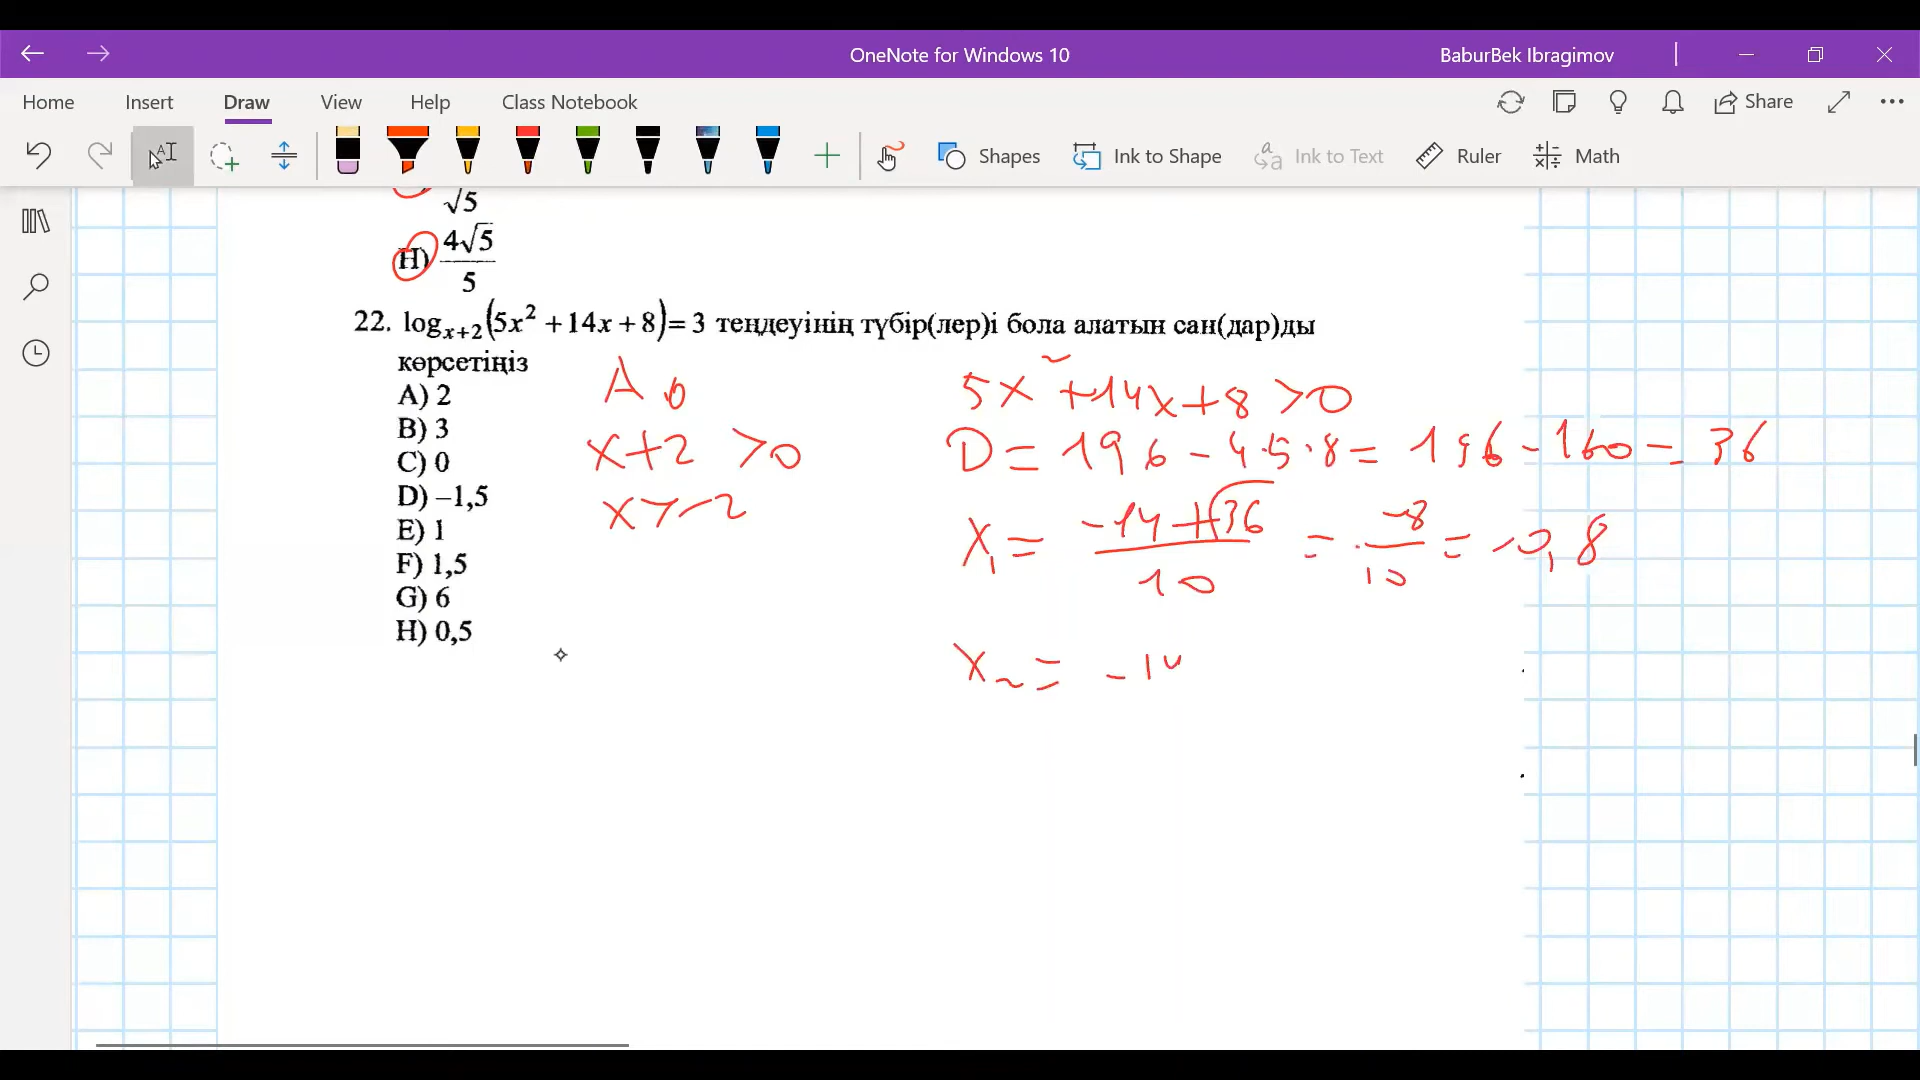 OneNote for Windows 10
BaburBek Ibragimov
Home Insert Draw View Help Class Notebook
Share
Shapes Ink to Shape Ink to Text Ruler Math
√5
H) 4√5/5
22. log_{x+2}(5x² + 14x + 8) = 3 теңдеуінің түбір(лер)і бола алатын сан(дар)ды
көрсетіңіз
A) 2
B) 3
C) 0
D) –1,5
E) 1
F) 1,5
G) 6
H) 0,5
x+2 >0
x>-2
5x² +14x+8 >0
D = 196 - 4·5·8 = 196 - 160 = 36
x₁ = (-14+√36)/10 = -8/10 = -0,8
x₂ = -14